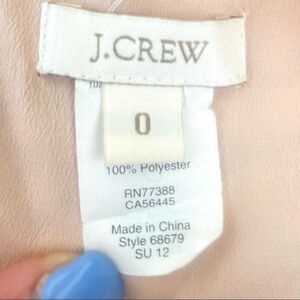 J.CREW
0
100% Polyester
RN77388
CA56445
Made in China
Style 68679
SU 12